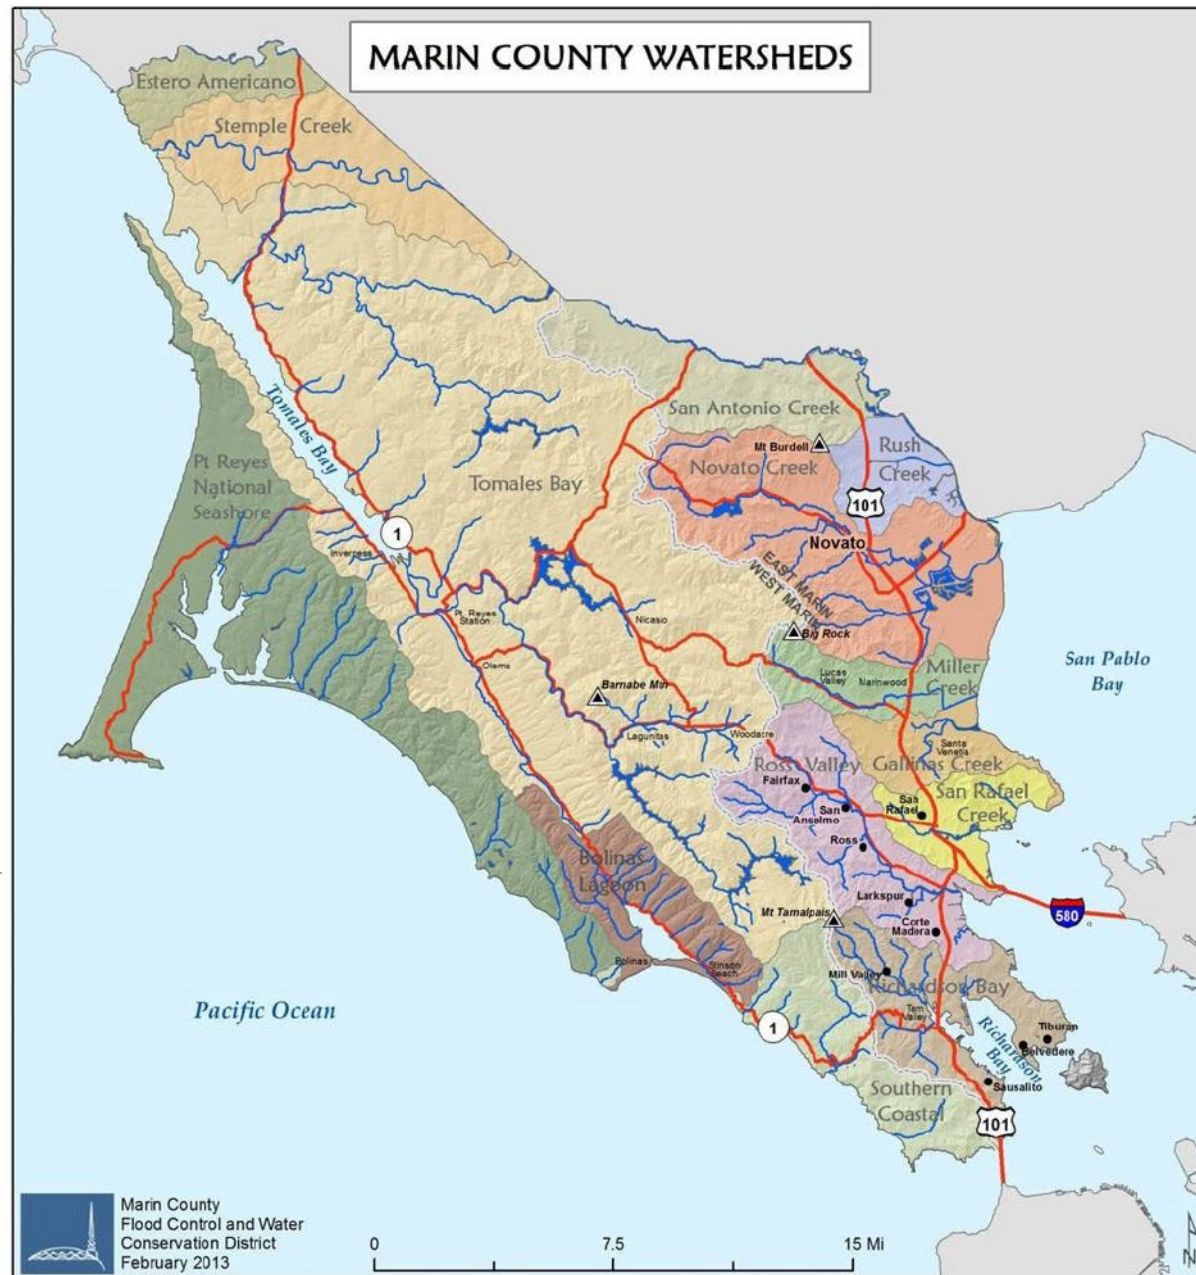 MARIN COUNTY WATERSHEDS
Estero Americano
Stemple Creek
Tomales Bay
San Antonio Creek
Mt Burdell
Rush
Creek
Novato Creek
101
Pt Reyes
National
Seashore
Tomales Bay
1
Novato
Inverness
EAST MARIN
WEST MARIN
Pt. Reyes
Station
Nicasio
Big Rock
San Pablo
Bay
Olema
Lucas
Valley
Marinwood
Miller
Creek
Barnabe Mtn
Lagunitas
Woodacre
Santa
Venetia
Ross Valley
Gallinas Creek
Fairfax
San
Anselmo
San
Rafael
San Rafael
Creek
Ross
Bolinas
Lagoon
Larkspur
580
Mt Tamalpais
Corte
Madera
Bolinas
Stinson
Beach
Mill Valley
Richardson Bay
Pacific Ocean
Tam
Valley
1
Richardson
Bay
Tiburon
Belvedere
Sausalito
Southern
Coastal
101
Marin County
Flood Control and Water
Conservation District
February 2013
0 7.5 15 Mi
N